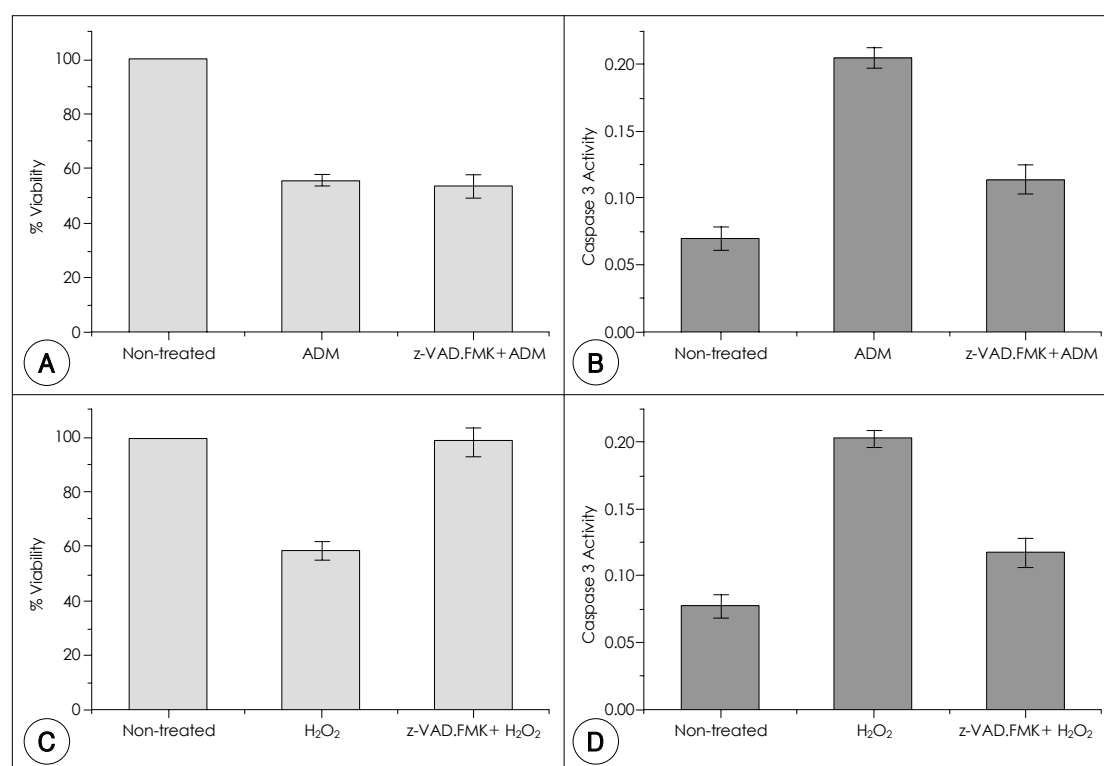 100
80
60
40
20
0
% Viability
Non-treated
ADM
z-VAD.FMK+ADM
A
0.20
0.15
0.10
0.05
0.00
Caspase 3 Activity
Non-treated
ADM
z-VAD.FMK+ADM
B
100
80
60
40
20
0
% Viability
Non-treated
H₂O₂
z-VAD.FMK+ H₂O₂
C
0.20
0.15
0.10
0.05
0.00
Caspase 3 Activity
Non-treated
H₂O₂
z-VAD.FMK+ H₂O₂
D